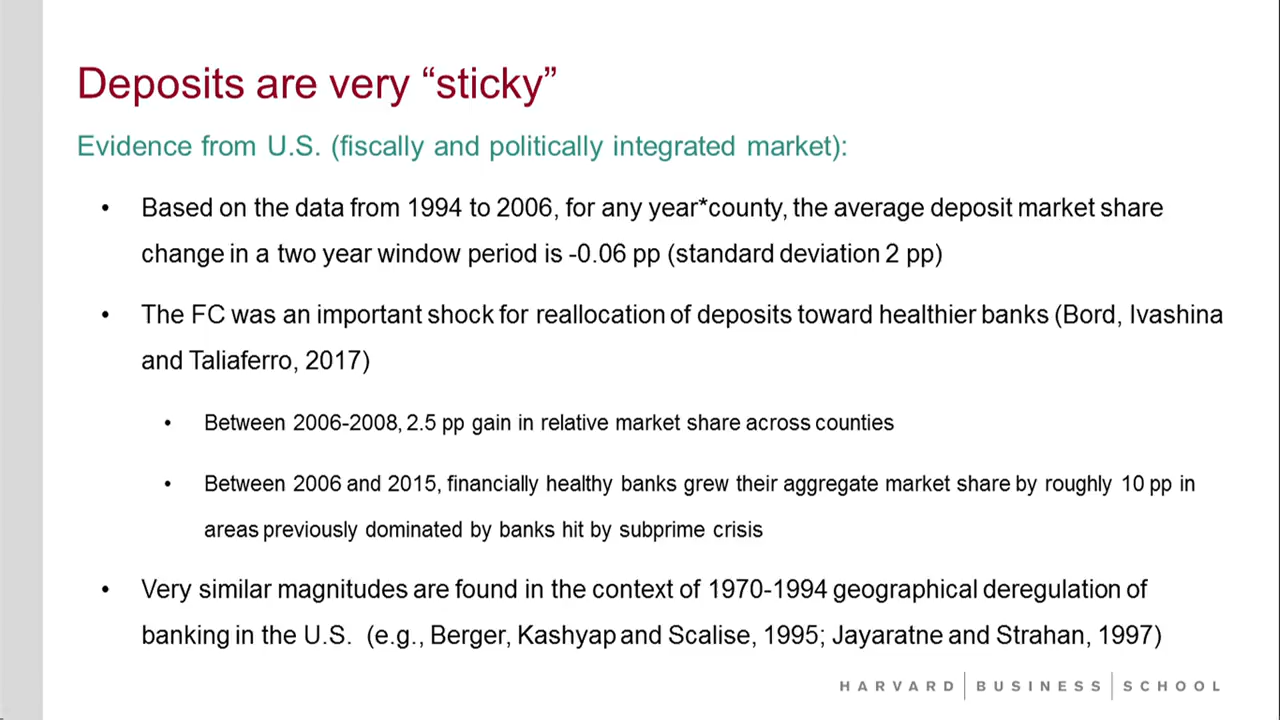 Deposits are very “sticky”
Evidence from U.S. (fiscally and politically integrated market):
• Based on the data from 1994 to 2006, for any year*county, the average deposit market share
change in a two year window period is -0.06 pp (standard deviation 2 pp)
• The FC was an important shock for reallocation of deposits toward healthier banks (Bord, Ivashina
and Taliaferro, 2017)
• Between 2006-2008, 2.5 pp gain in relative market share across counties
• Between 2006 and 2015, financially healthy banks grew their aggregate market share by roughly 10 pp in
areas previously dominated by banks hit by subprime crisis
• Very similar magnitudes are found in the context of 1970-1994 geographical deregulation of
banking in the U.S. (e.g., Berger, Kashyap and Scalise, 1995; Jayaratne and Strahan, 1997)
HARVARD | BUSINESS | SCHOOL